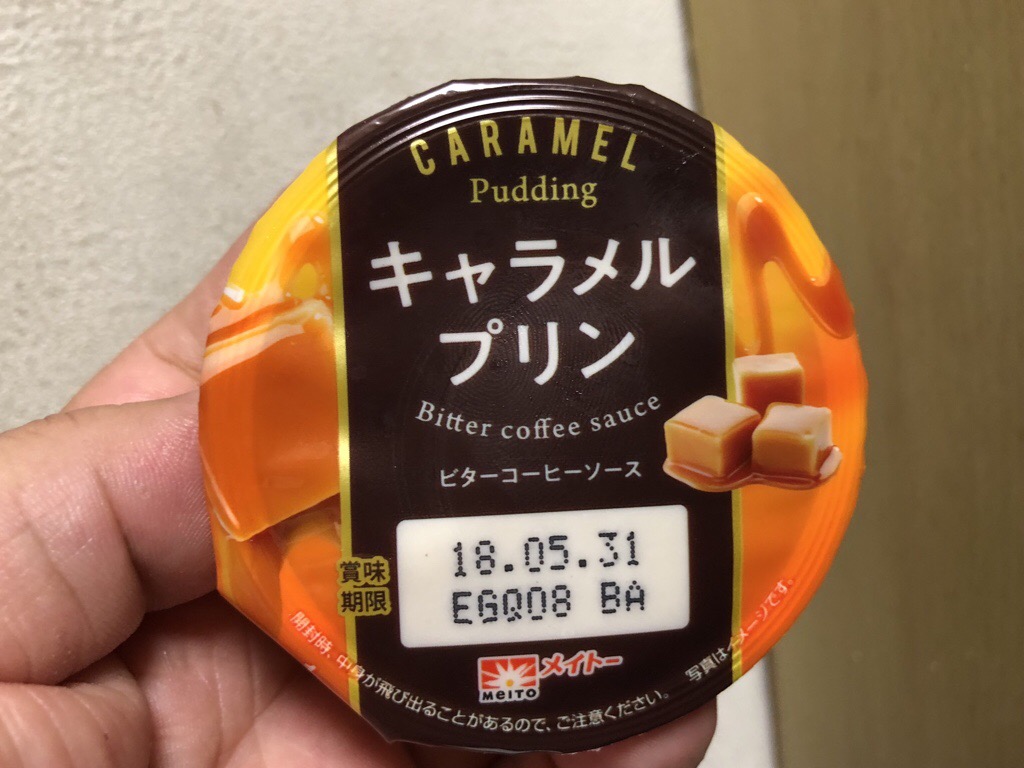 CARAMEL
Pudding
キャラメル
プリン
Bitter coffee sauce
ビターコーヒーソース
賞味
期限
18.05.31
EGQ08 BA
MEITO メイトー
開封時、中身が飛び出ることがあるので、ご注意ください。 写真はイメージです。